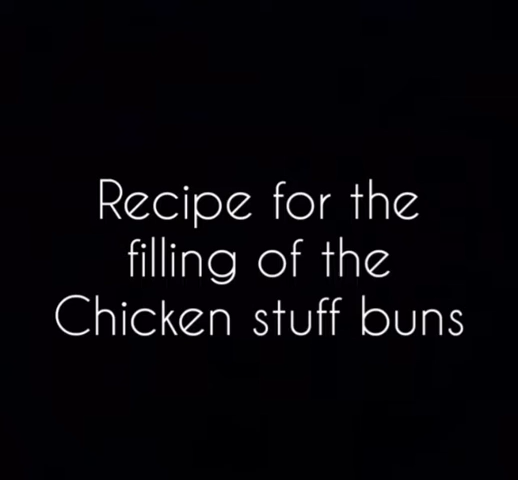 Recipe for the
filling of the
Chicken stuff buns